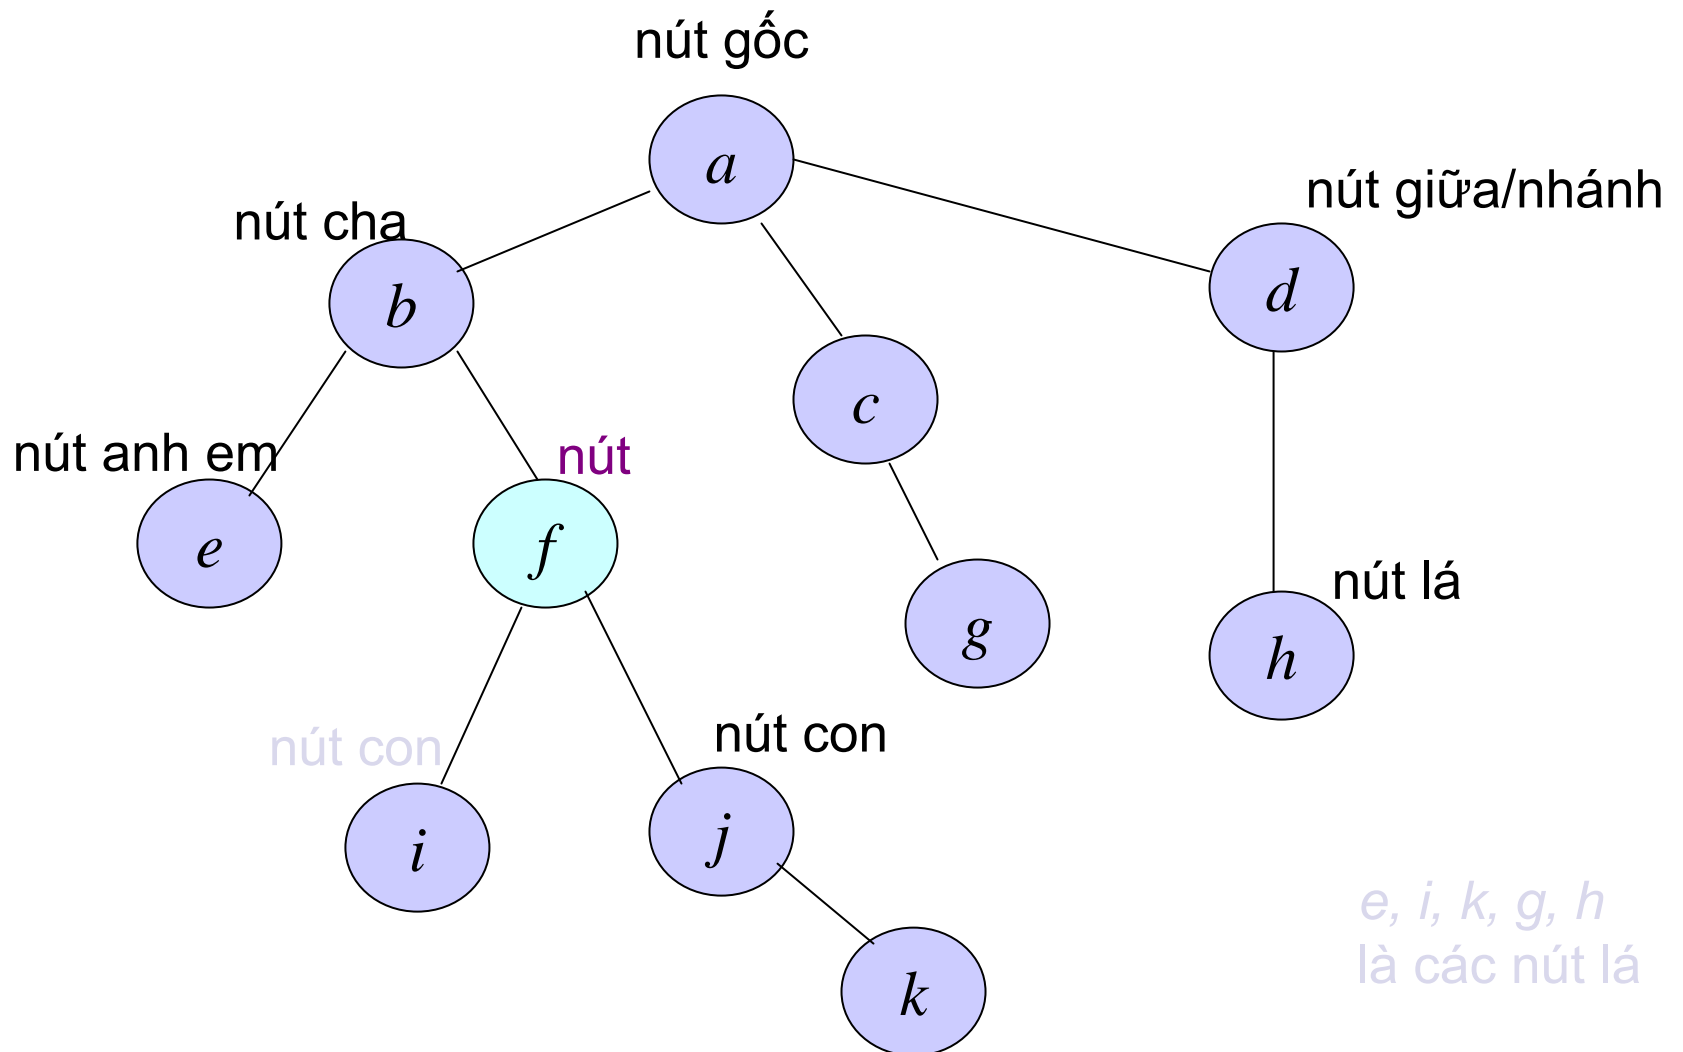 nút gốc
a
nút giữa/nhánh
nút cha
b
d
c
nút anh em
nút
e
f
nút lá
g
h
nút con
nút con
i
j
e, i, k, g, h
là các nút lá
k